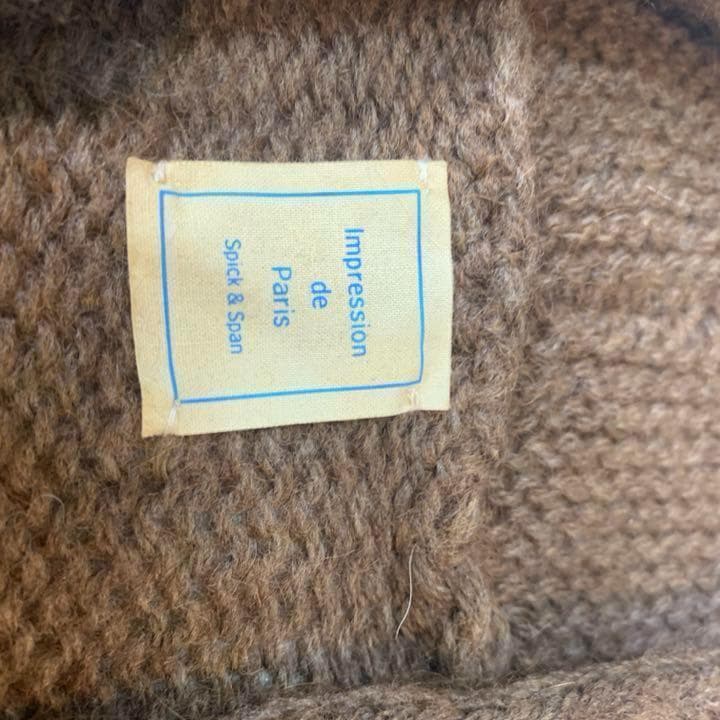 Impression
de
Paris
Spick & Span